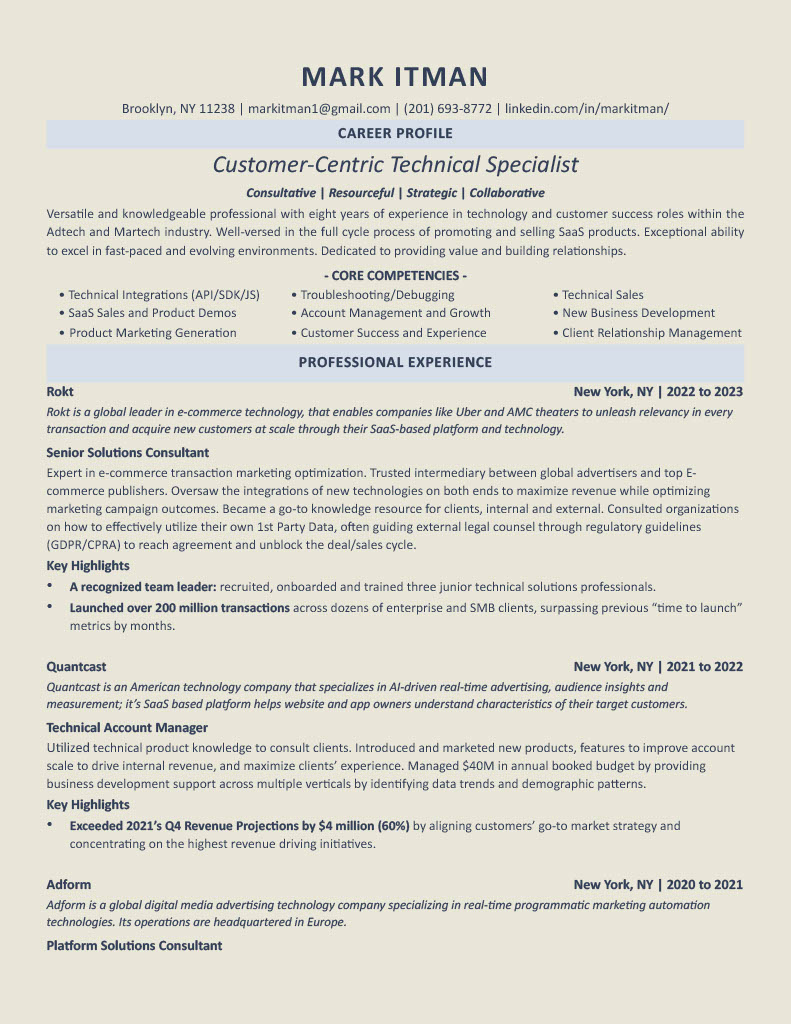 MARK ITMAN
Brooklyn, NY 11238 | markitman1@gmail.com | (201) 693-8772 | linkedin.com/in/markitman/
CAREER PROFILE
Customer-Centric Technical Specialist
Consultative | Resourceful | Strategic | Collaborative
Versatile and knowledgeable professional with eight years of experience in technology and customer success roles within the
Adtech and Martech industry. Well-versed in the full cycle process of promoting and selling SaaS products. Exceptional ability
to excel in fast-paced and evolving environments. Dedicated to providing value and building relationships.
- CORE COMPETENCIES -
• Technical Integrations (API/SDK/JS) • Troubleshooting/Debugging • Technical Sales
• SaaS Sales and Product Demos • Account Management and Growth • New Business Development
• Product Marketing Generation • Customer Success and Experience • Client Relationship Management
PROFESSIONAL EXPERIENCE
Rokt New York, NY | 2022 to 2023
Rokt is a global leader in e-commerce technology, that enables companies like Uber and AMC theaters to unleash relevancy in every
transaction and acquire new customers at scale through their SaaS-based platform and technology.
Senior Solutions Consultant
Expert in e-commerce transaction marketing optimization. Trusted intermediary between global advertisers and top E-
commerce publishers. Oversaw the integrations of new technologies on both ends to maximize revenue while optimizing
marketing campaign outcomes. Became a go-to knowledge resource for clients, internal and external. Consulted organizations
on how to effectively utilize their own 1st Party Data, often guiding external legal counsel through regulatory guidelines
(GDPR/CPRA) to reach agreement and unblock the deal/sales cycle.
Key Highlights
• A recognized team leader: recruited, onboarded and trained three junior technical solutions professionals.
• Launched over 200 million transactions across dozens of enterprise and SMB clients, surpassing previous “time to launch”
metrics by months.
Quantcast New York, NY | 2021 to 2022
Quantcast is an American technology company that specializes in AI-driven real-time advertising, audience insights and
measurement; it’s SaaS based platform helps website and app owners understand characteristics of their target customers.
Technical Account Manager
Utilized technical product knowledge to consult clients. Introduced and marketed new products, features to improve account
scale to drive internal revenue, and maximize clients’ experience. Managed $40M in annual booked budget by providing
business development support across multiple verticals by identifying data trends and demographic patterns.
Key Highlights
• Exceeded 2021’s Q4 Revenue Projections by $4 million (60%) by aligning customers’ go-to market strategy and
concentrating on the highest revenue driving initiatives.
Adform New York, NY | 2020 to 2021
Adform is a global digital media advertising technology company specializing in real-time programmatic marketing automation
technologies. Its operations are headquartered in Europe.
Platform Solutions Consultant